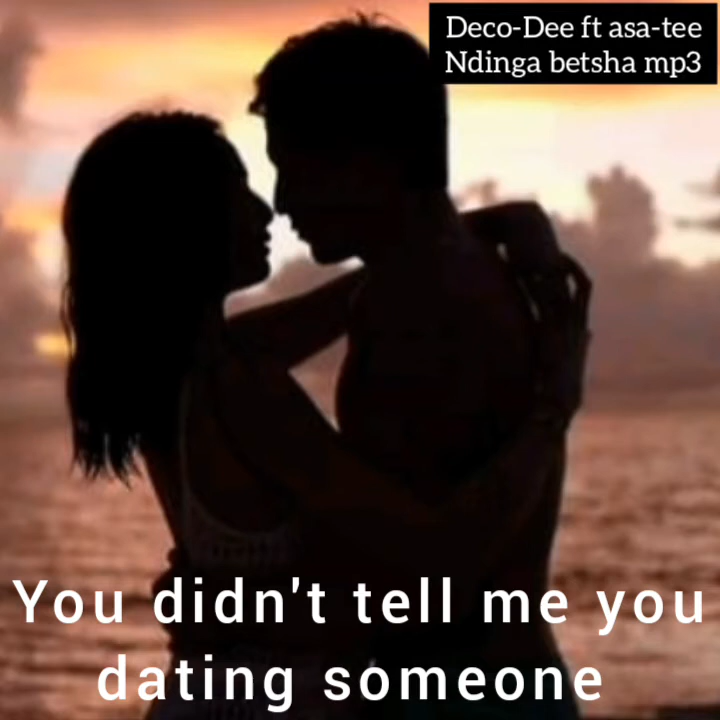 Deco-Dee ft asa-tee
Ndinga betsha mp3
You didn't tell me you
dating someone